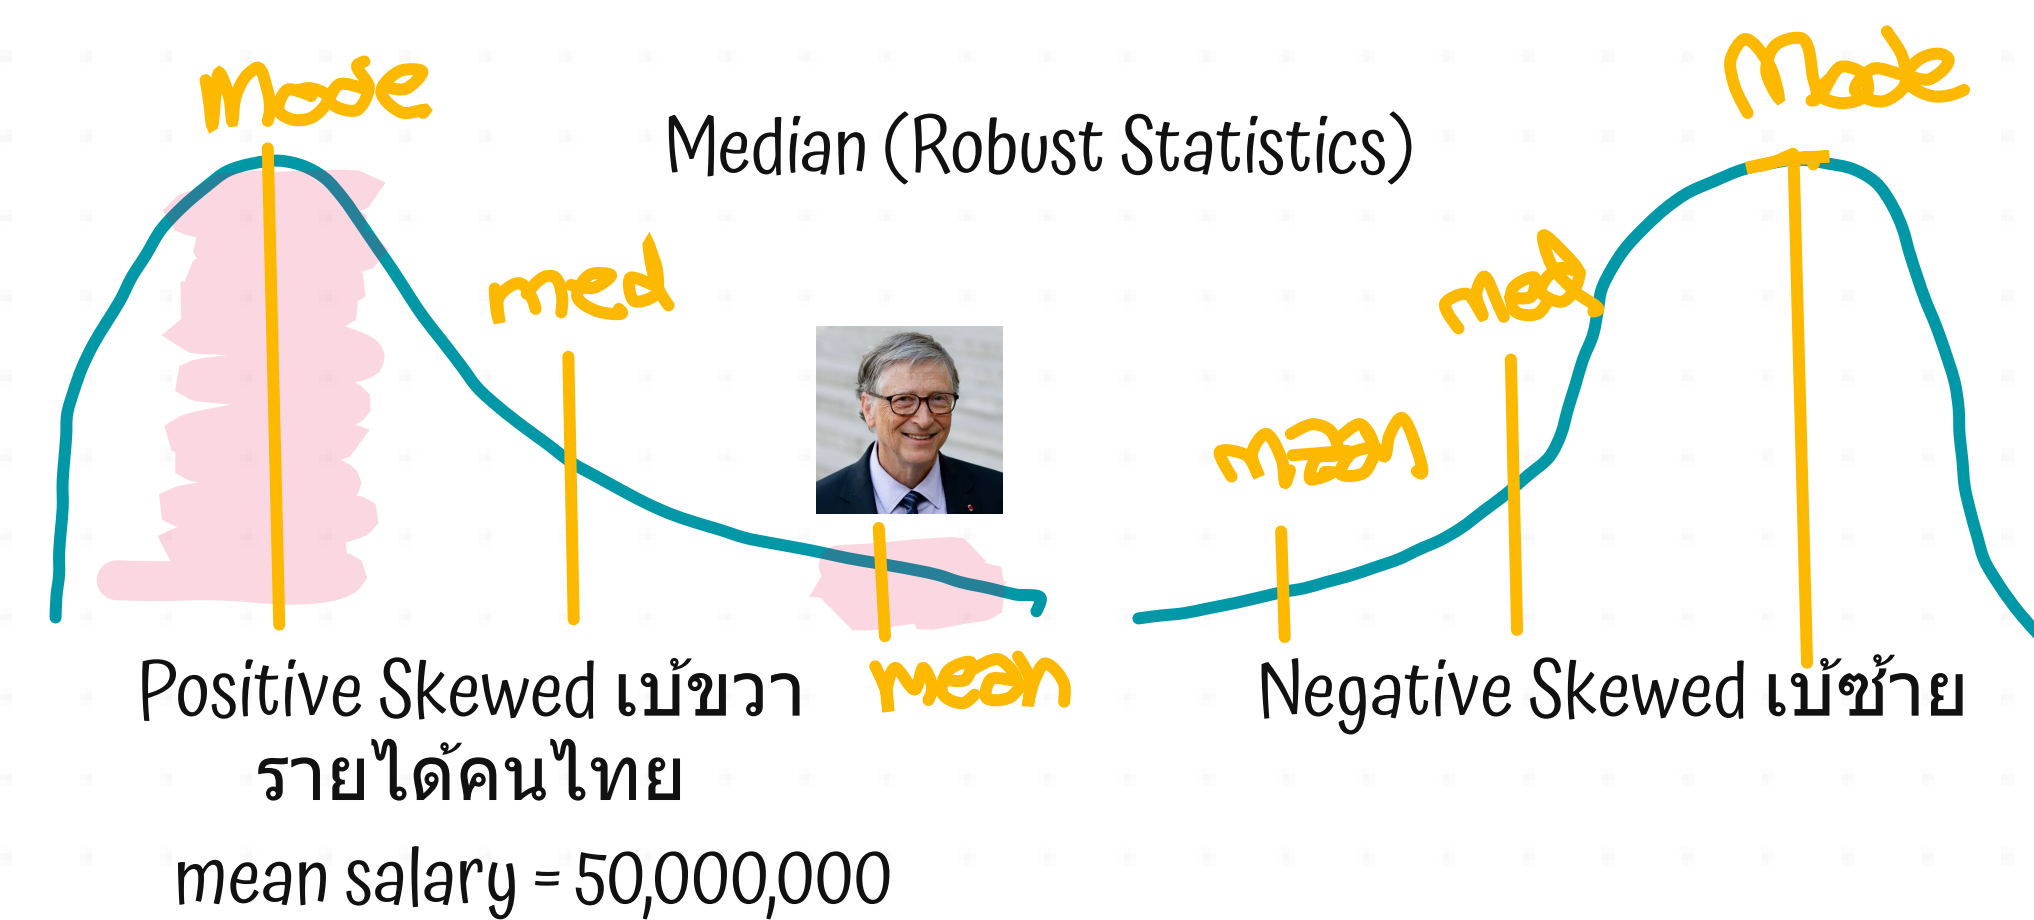 mode
Mode
Median (Robust Statistics)
med
med
mean
mean
Positive Skewed เบ้ขวา
Negative Skewed เบ้ซ้าย
รายได้คนไทย
mean salary = 50,000,000